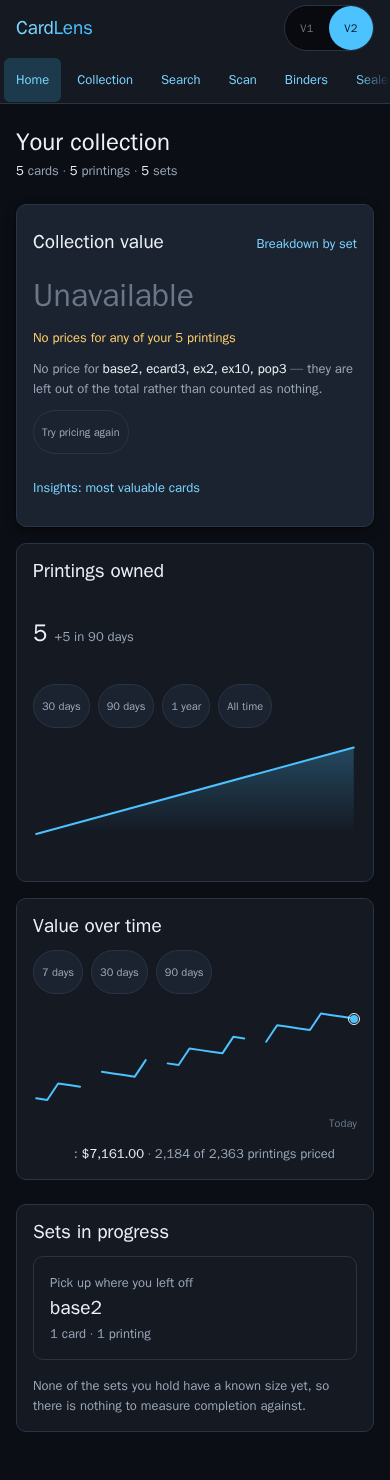 CardLens
V1
V2
Home
Collection
Search
Scan
Binders
Your collection
5 cards · 5 printings · 5 sets
Collection value
Breakdown by set
Unavailable
No prices for any of your 5 printings
No price for base2, ecard3, ex2, ex10, pop3 — they are
left out of the total rather than counted as nothing.
Try pricing again
Insights: most valuable cards
Printings owned
5 +5 in 90 days
30 days
90 days
1 year
All time
Value over time
7 days
30 days
90 days
Today
: $7,161.00 · 2,184 of 2,363 printings priced
Sets in progress
Pick up where you left off
base2
1 card · 1 printing
None of the sets you hold have a known size yet, so
there is nothing to measure completion against.